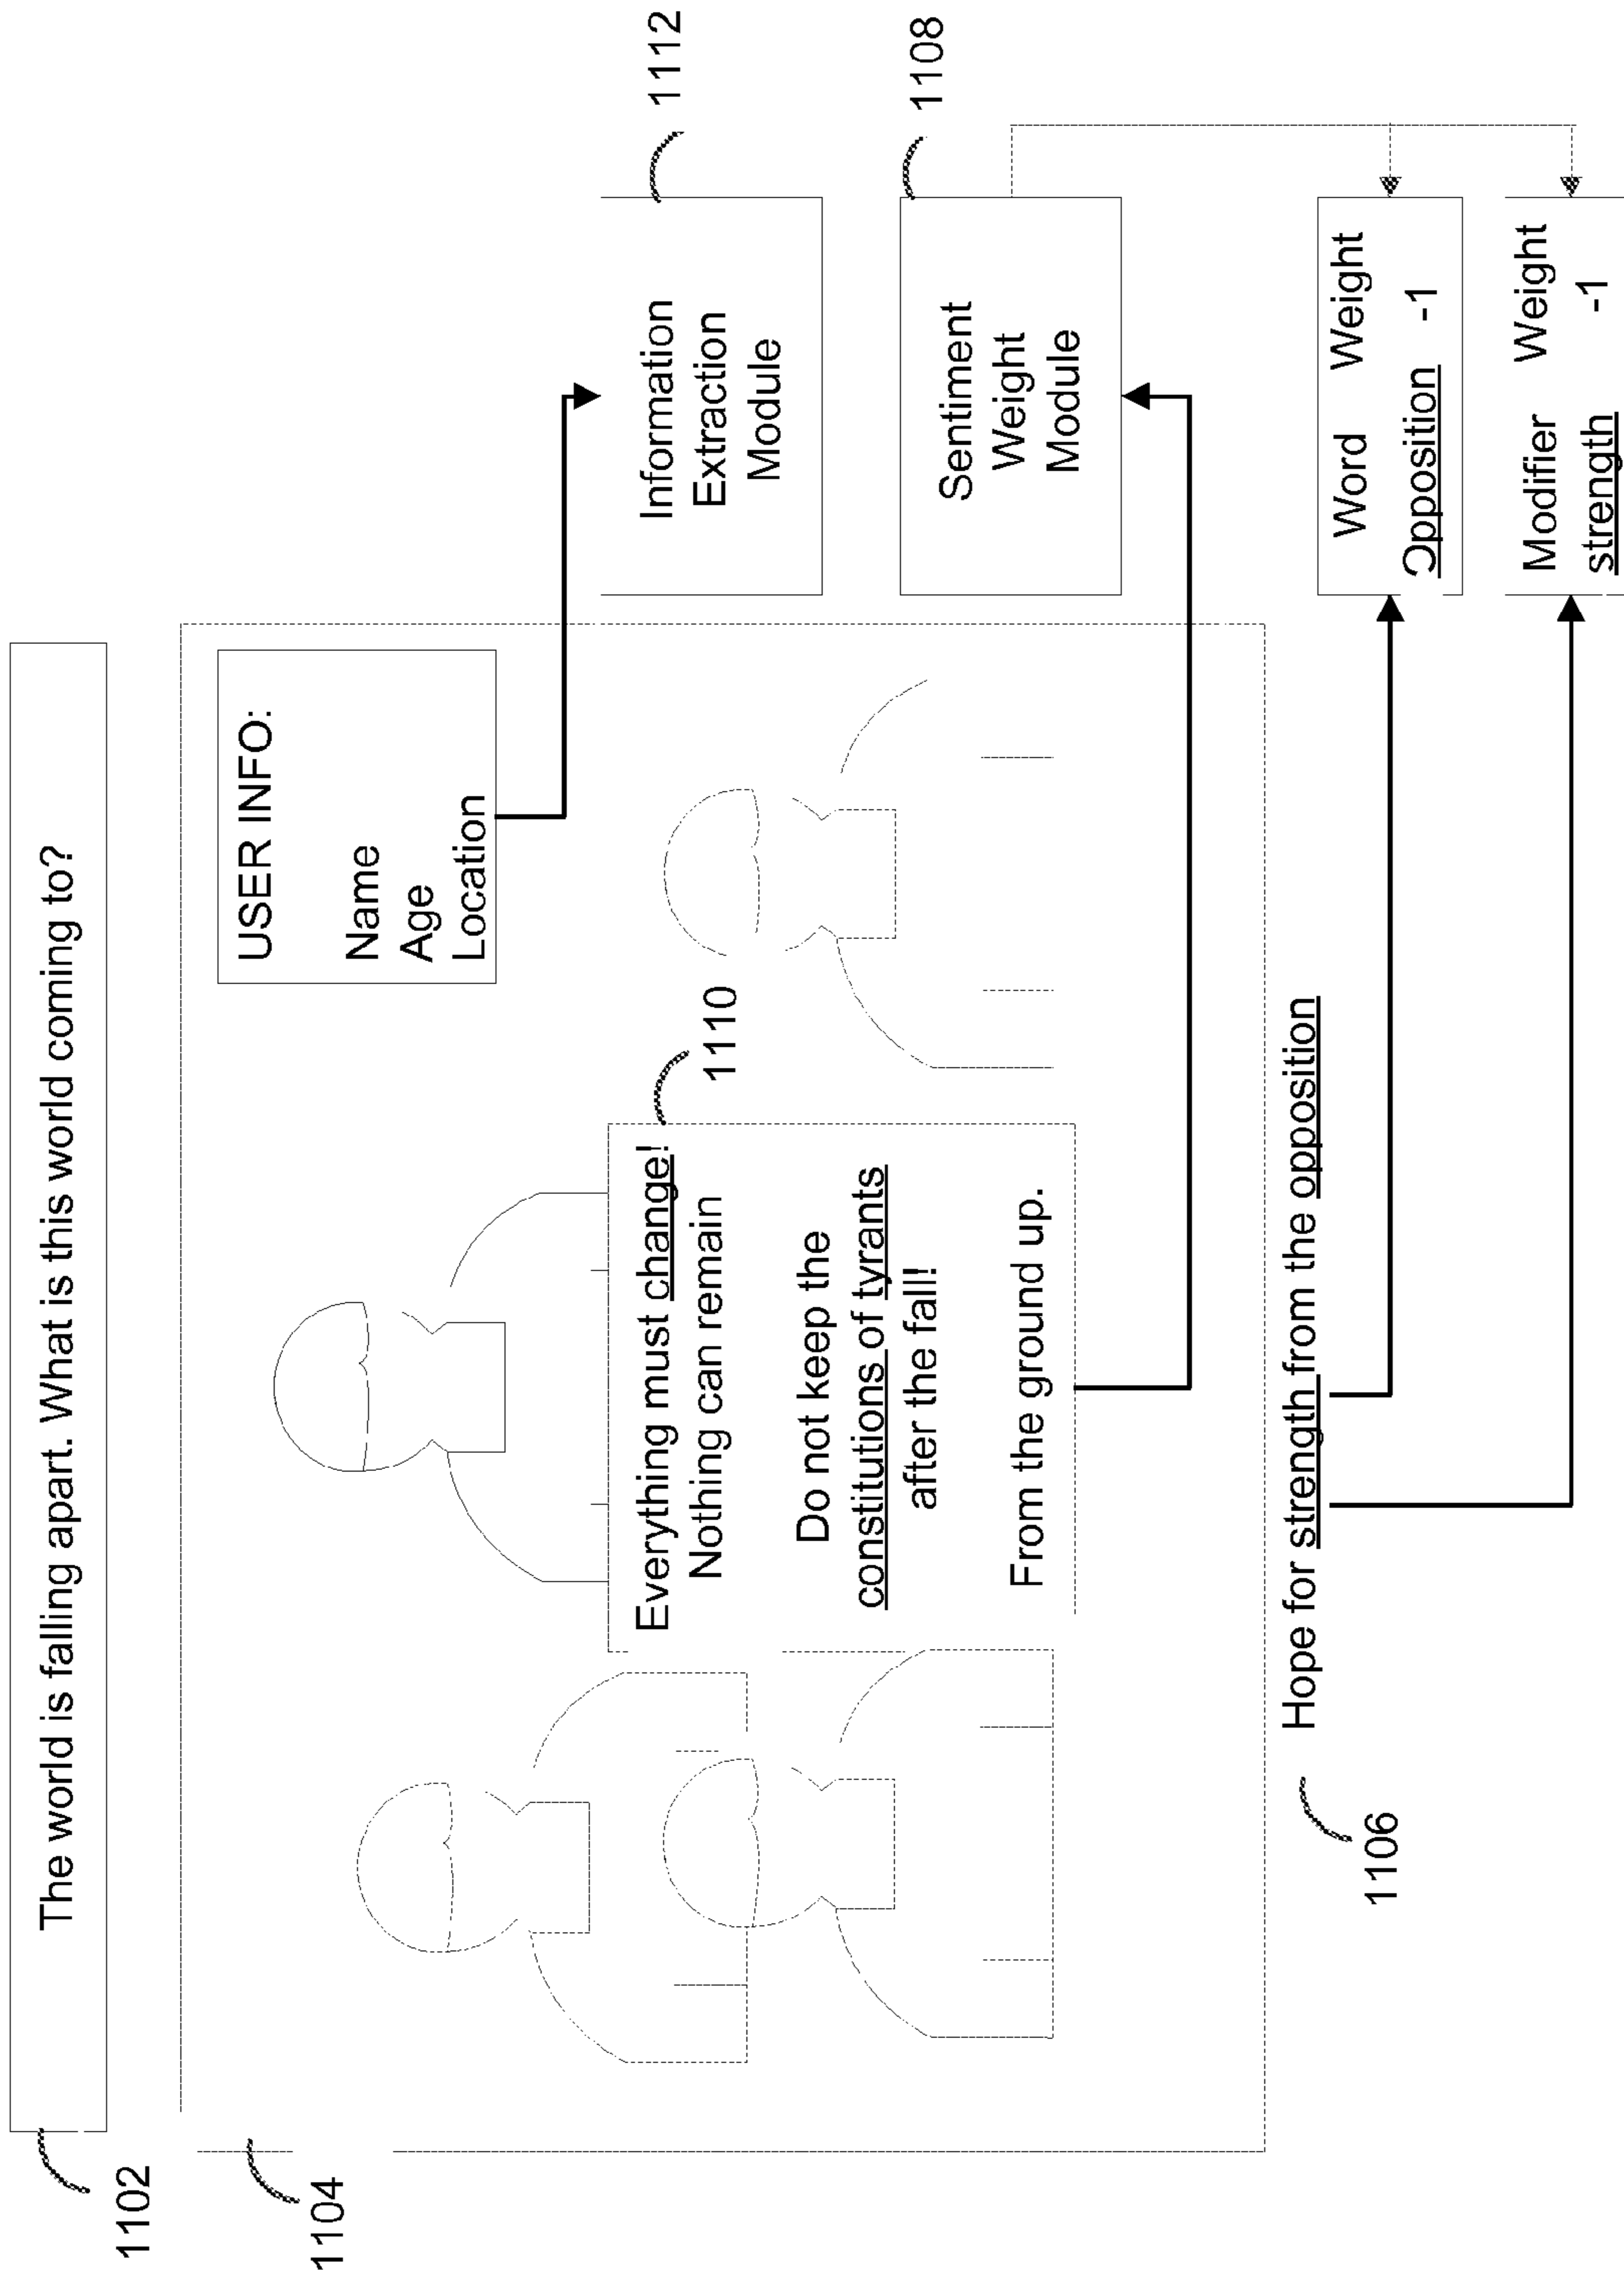 The world is falling apart. What is this world coming to?
1102
1104
USER INFO:
Name
Age
Location
1112
Information
Extraction
Module
1110
Everything must change!
Nothing can remain
Do not keep the
constitutions of tyrants
after the fall!
From the ground up.
1108
Sentiment
Weight
Module
1106
Hope for strength from the opposition
Word Weight
Opposition -1
Modifier Weight
strength -1